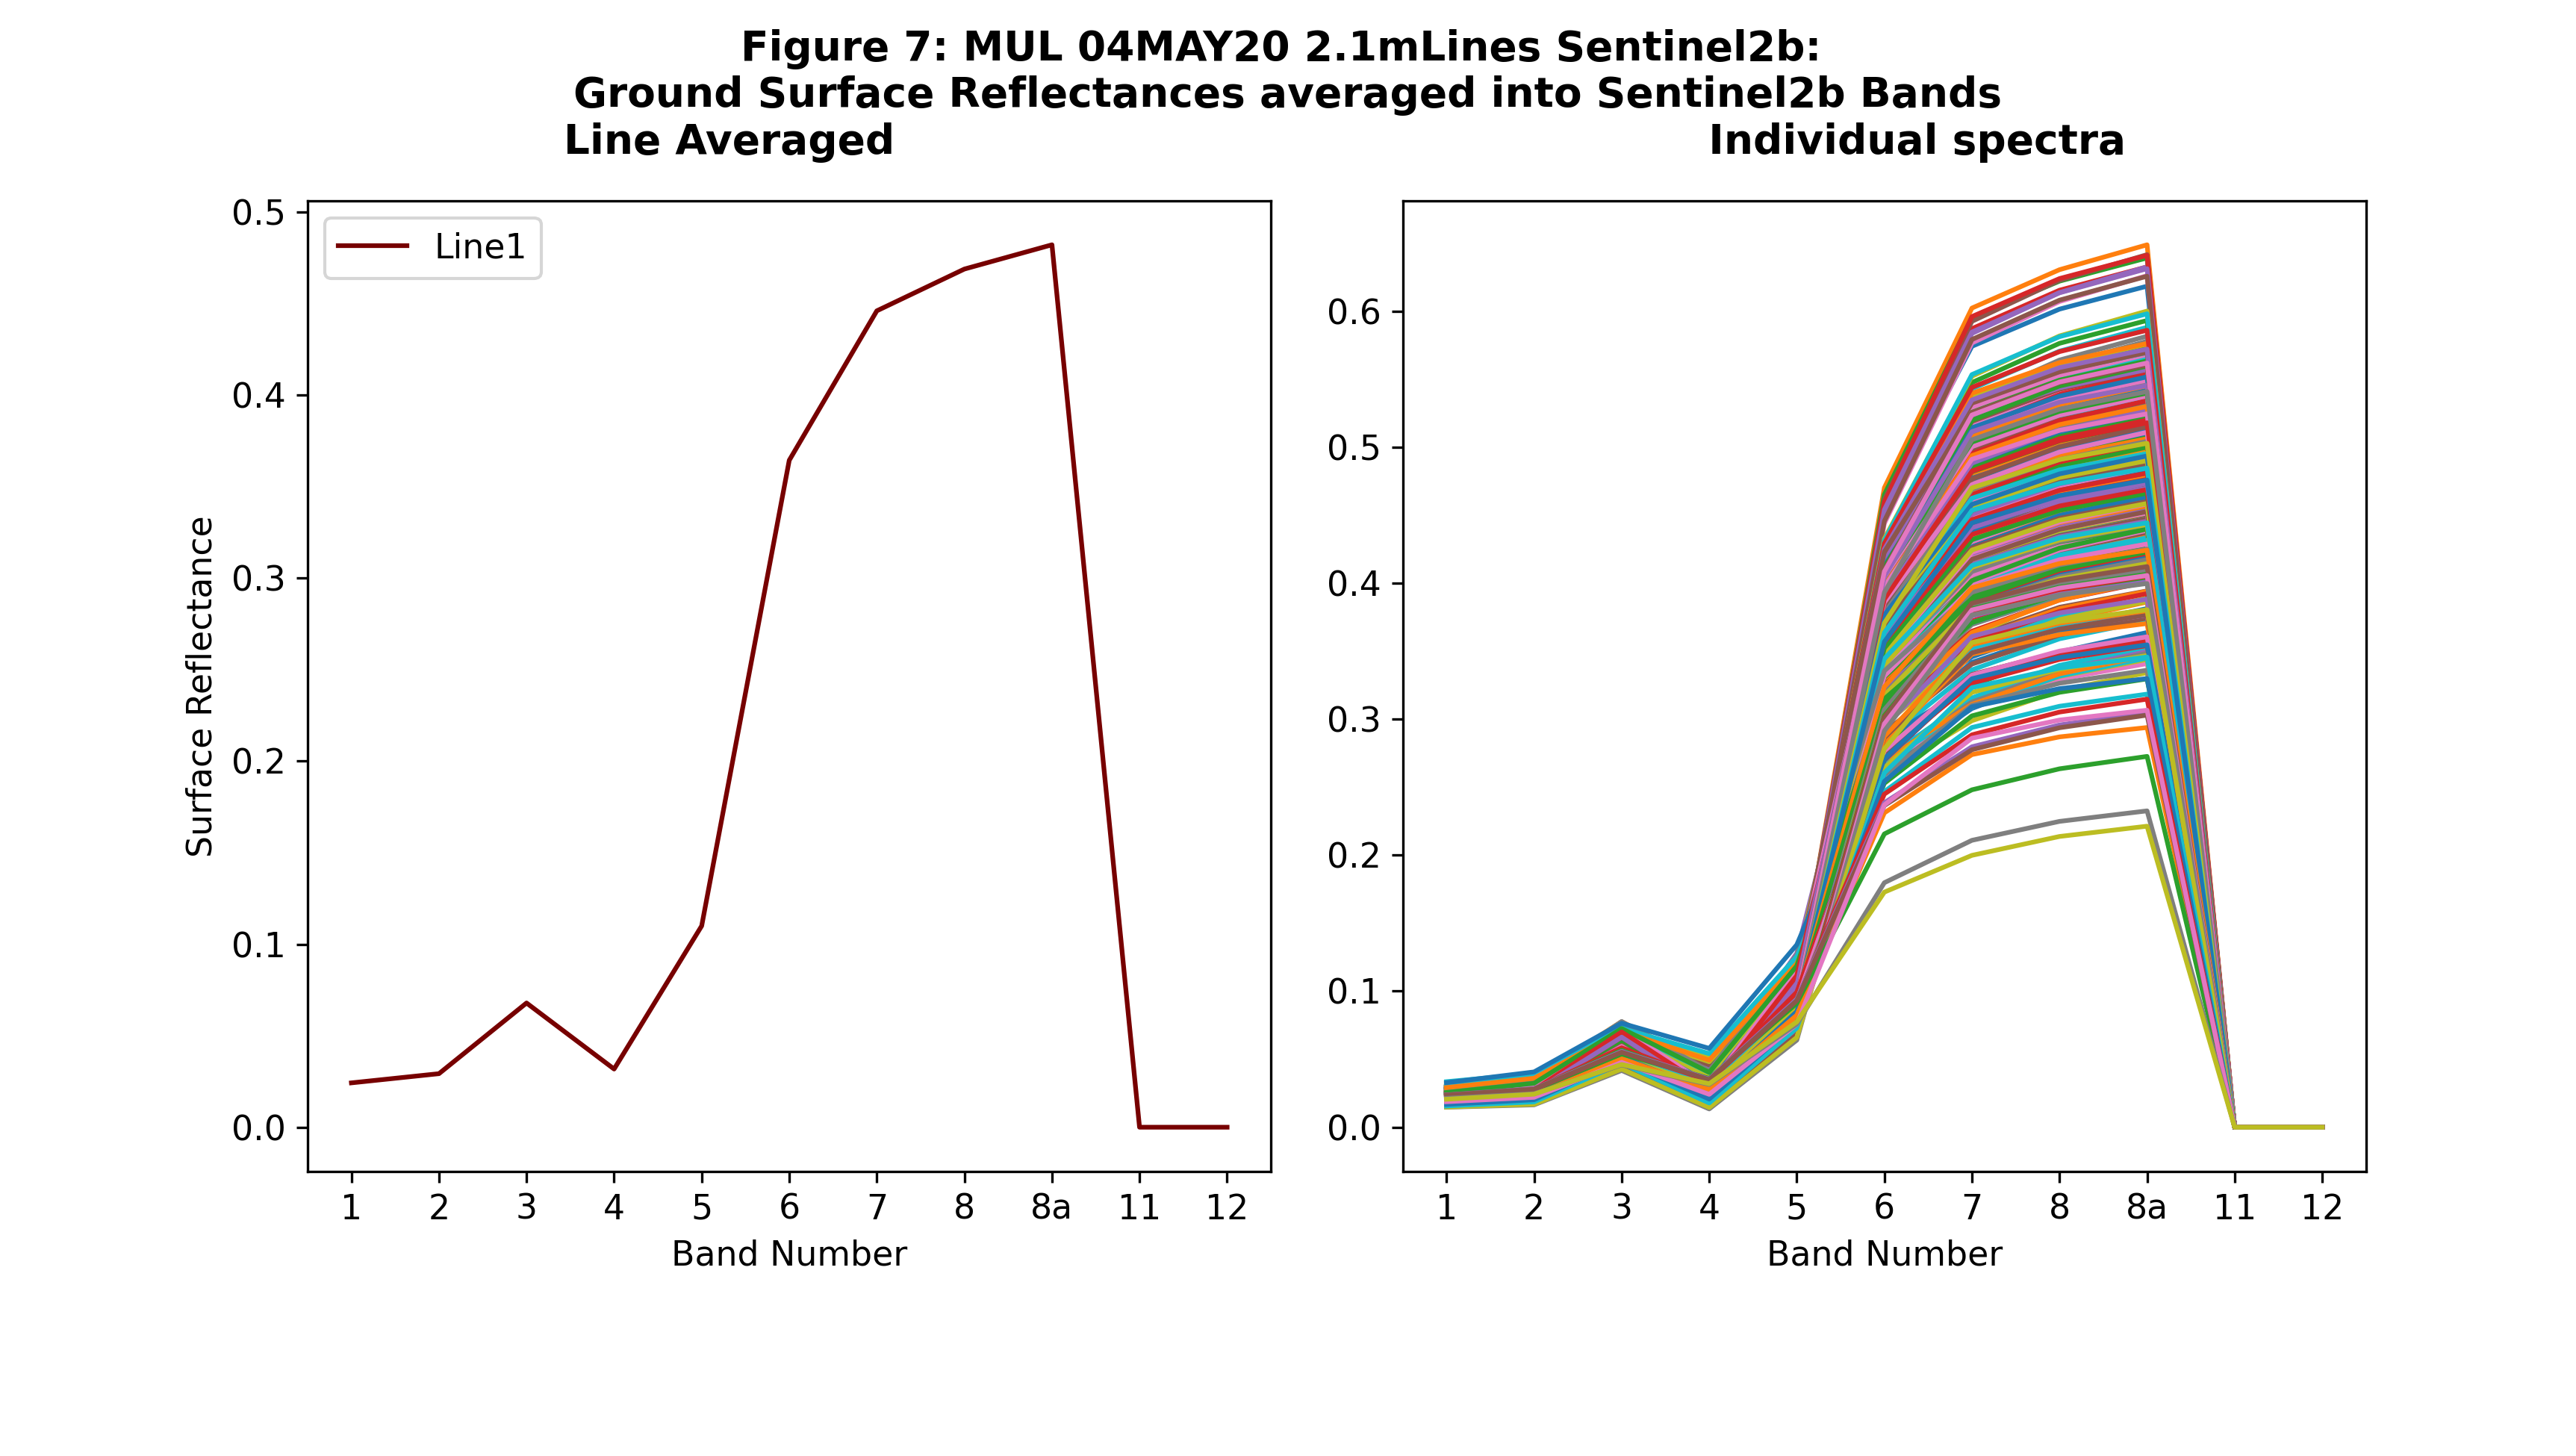 Figure 7: MUL 04MAY20 2.1mLines Sentinel2b:
Ground Surface Reflectances averaged into Sentinel2b Bands
Line Averaged Individual spectra
Line1
Surface Reflectance
0.5
0.4
0.3
0.2
0.1
0.0
1 2 3 4 5 6 7 8 8a 11 12
Band Number
0.6
0.5
0.4
0.3
0.2
0.1
0.0
1 2 3 4 5 6 7 8 8a 11 12
Band Number